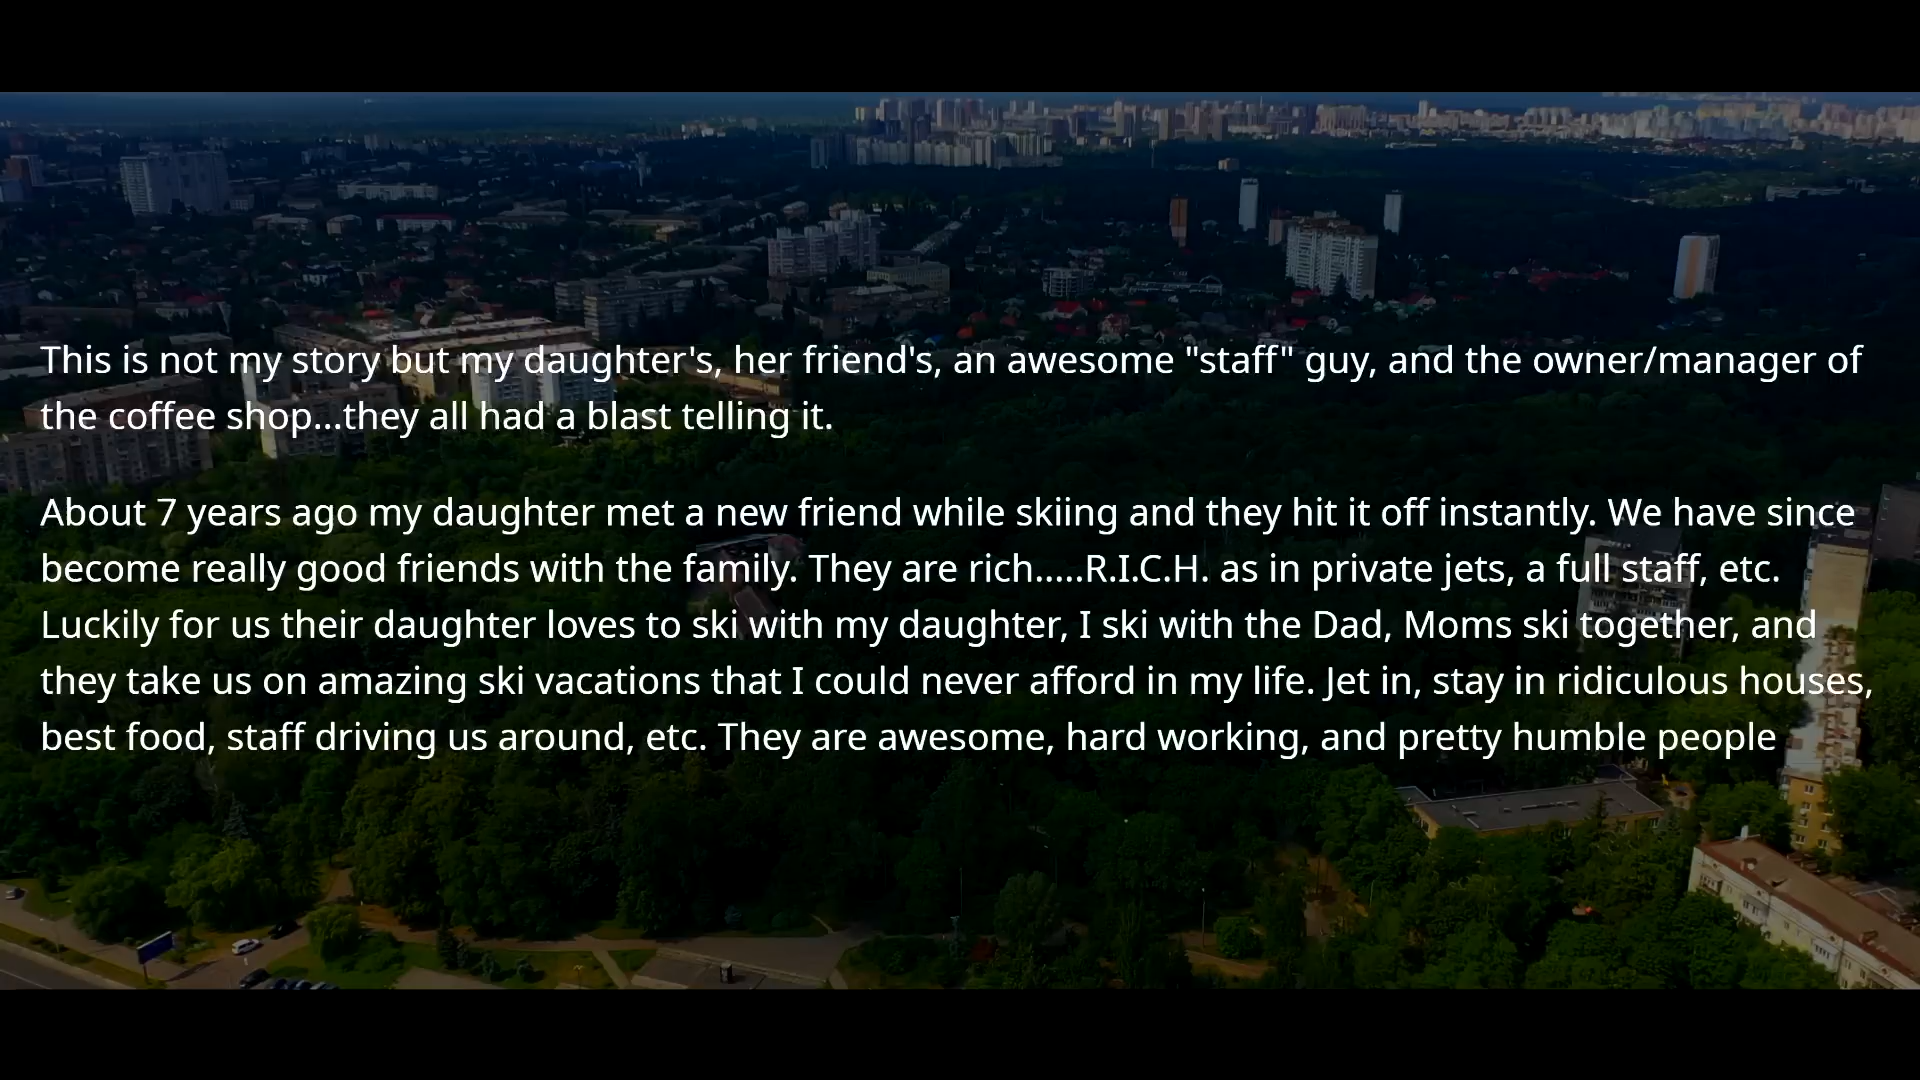 This is not my story but my daughter's, her friend's, an awesome "staff" guy, and the owner/manager of
the coffee shop...they all had a blast telling it.
About 7 years ago my daughter met a new friend while skiing and they hit it off instantly. We have since
become really good friends with the family. They are rich.....R.I.C.H. as in private jets, a full staff, etc.
Luckily for us their daughter loves to ski with my daughter, I ski with the Dad, Moms ski together, and
they take us on amazing ski vacations that I could never afford in my life. Jet in, stay in ridiculous houses,
best food, staff driving us around, etc. They are awesome, hard working, and pretty humble people